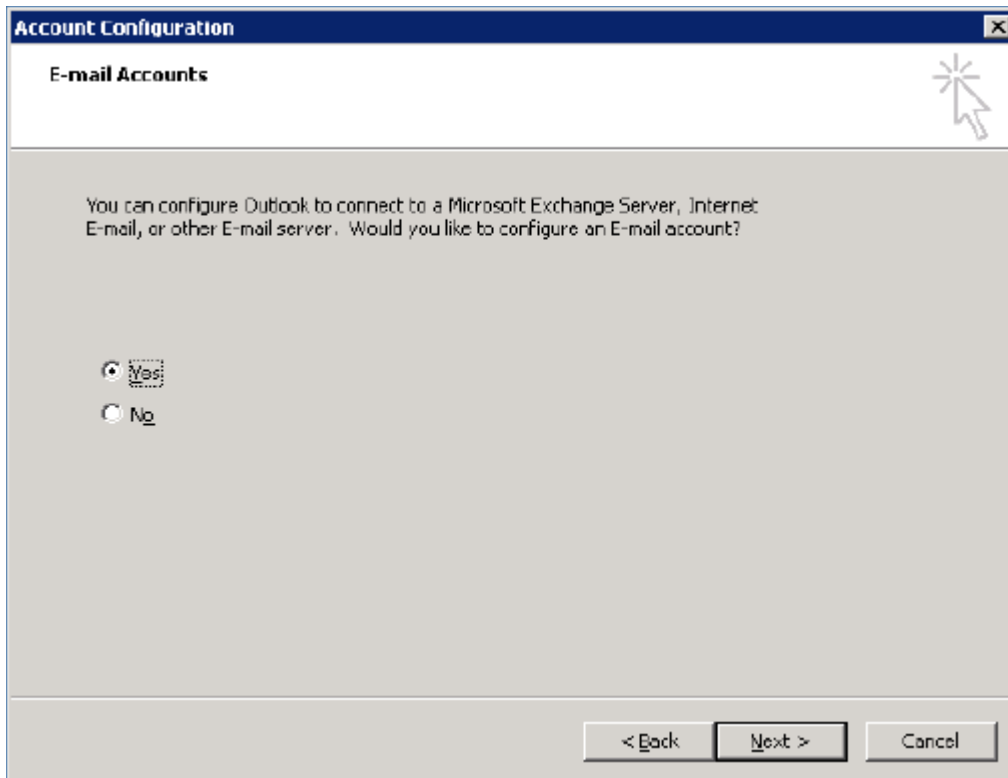 Account Configuration
E-mail Accounts
You can configure Outlook to connect to a Microsoft Exchange Server, Internet
E-mail, or other E-mail server. Would you like to configure an E-mail account?
Yes
No
< Back
Next >
Cancel